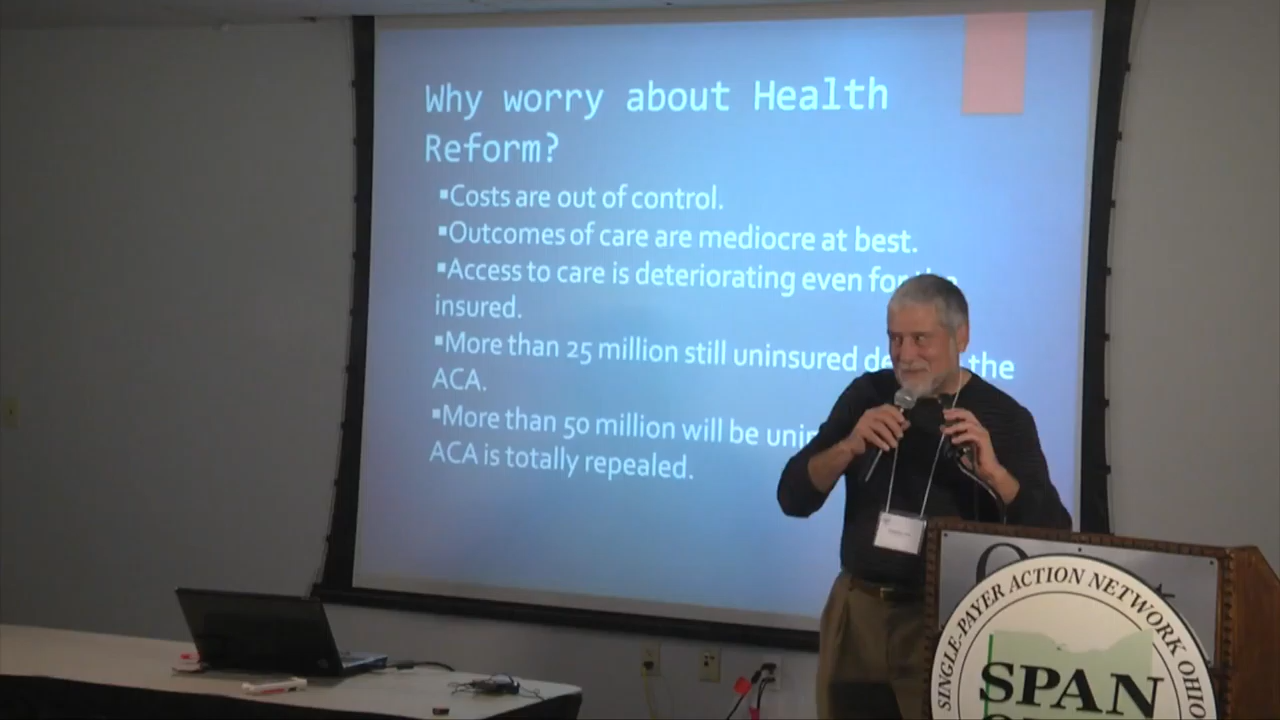 Why worry about Health
Reform?
▪Costs are out of control.
▪Outcomes of care are mediocre at best.
▪Access to care is deteriorating even for the
insured.
▪More than 25 million still uninsured the
ACA.
▪More than 50 million will be
ACA is totally repealed.
SINGLE-PAYER ACTION NETWORK OHIO
SPAN